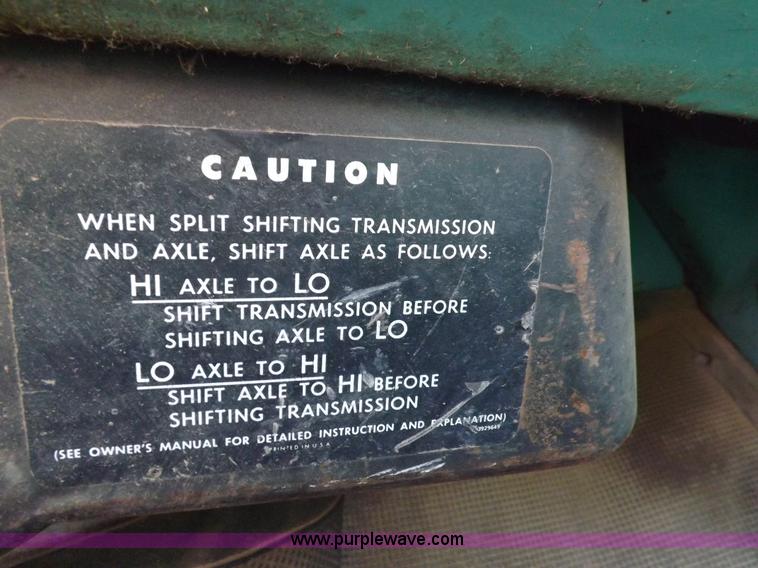 CAUTION
WHEN SPLIT SHIFTING TRANSMISSION
AND AXLE, SHIFT AXLE AS FOLLOWS:
HI AXLE TO LO
SHIFT TRANSMISSION BEFORE
SHIFTING AXLE TO LO
LO AXLE TO HI
SHIFT AXLE TO HI BEFORE
SHIFTING TRANSMISSION
(SEE OWNER'S MANUAL FOR DETAILED INSTRUCTION AND EXPLANATION)
PRINTED IN U.S.A.
www.purplewave.com